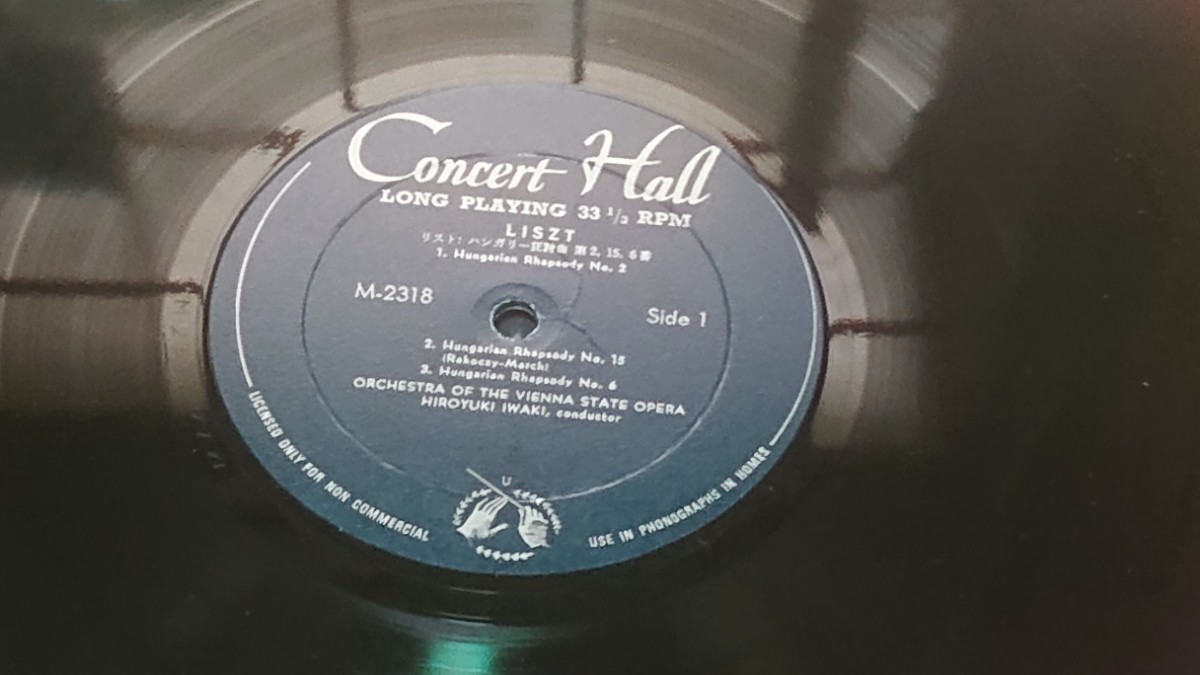 Concert Hall
LONG PLAYING 33 1/3 RPM
LISZT
リスト: ハンガリー狂詩曲 第2, 15, 6番
1. Hungarian Rhapsody No. 2
M-2318
Side 1
2. Hungarian Rhapsody No. 15
(Rakoczy-March)
3. Hungarian Rhapsody No. 6
ORCHESTRA OF THE VIENNA STATE OPERA
HIROYUKI IWAKI, conductor
U
LICENSED ONLY FOR NON COMMERCIAL
USE IN PHONOGRAPHS IN HOMES